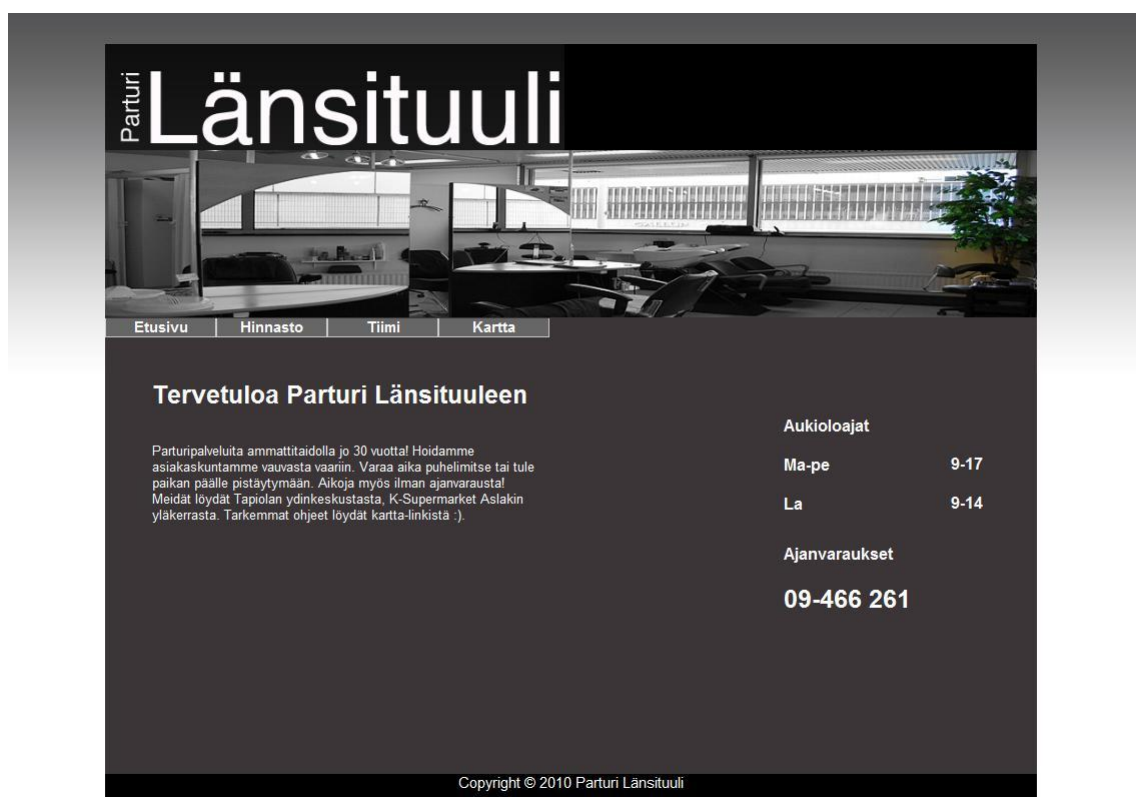 Parturi
Länsituuli
Etusivu Hinnasto Tiimi Kartta
Tervetuloa Parturi Länsituuleen
Parturipalveluita ammattitaidolla jo 30 vuotta! Hoidamme
asiakaskuntamme vauvasta vaariin. Varaa aika puhelimitse tai tule
paikan päälle pistäytymään. Aikoja myös ilman ajanvarausta!
Meidät löydät Tapiolan ydinkeskustasta, K-Supermarket Aslakin
yläkerrasta. Tarkemmat ohjeet löydät kartta-linkistä :).
Aukioloajat
Ma-pe 9-17
La 9-14
Ajanvaraukset
09-466 261
Copyright © 2010 Parturi Länsituuli